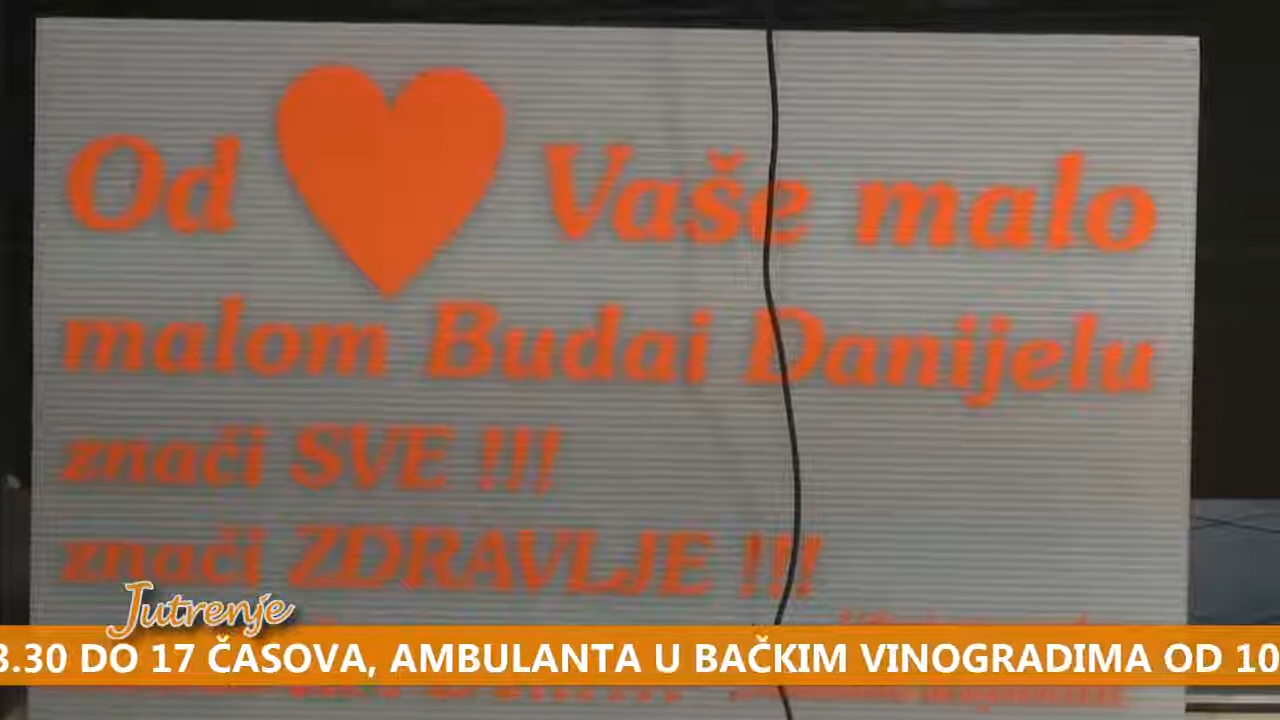 Od Vaše malo
malom Budai Danijelu
znači SVE !!!
znači ZDRAVLJE !!!
Jutrenje
3.30 DO 17 ČASOVA, AMBULANTA U BAČKIM VINOGRADIMA OD 10